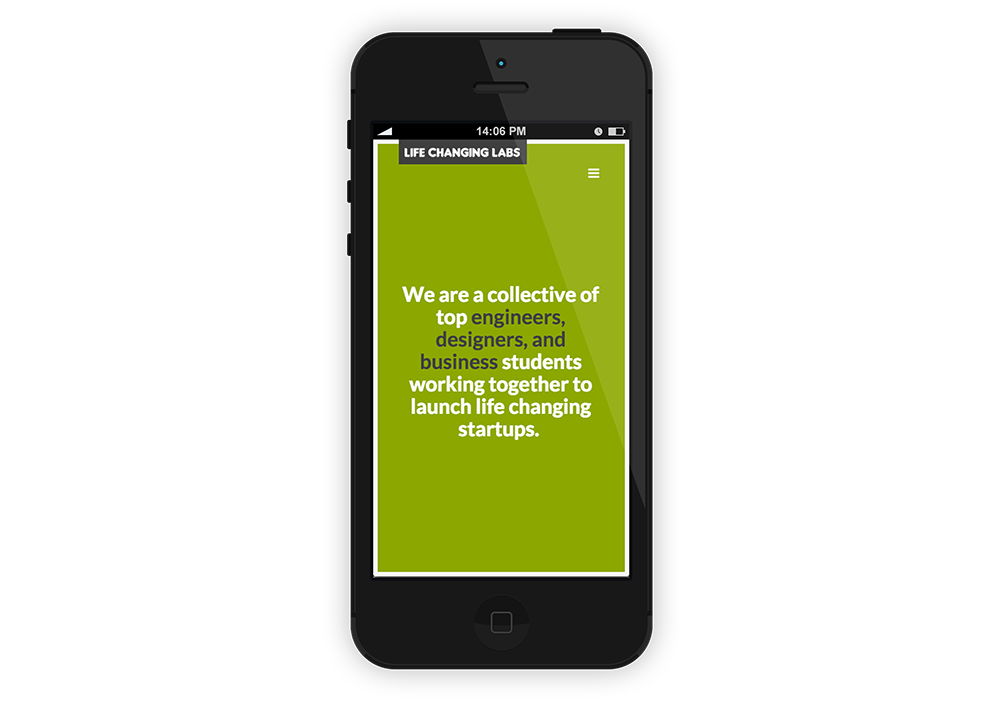 14:06 PM
LIFE CHANGING LABS
We are a collective of
top engineers,
designers, and
business students
working together to
launch life changing
startups.